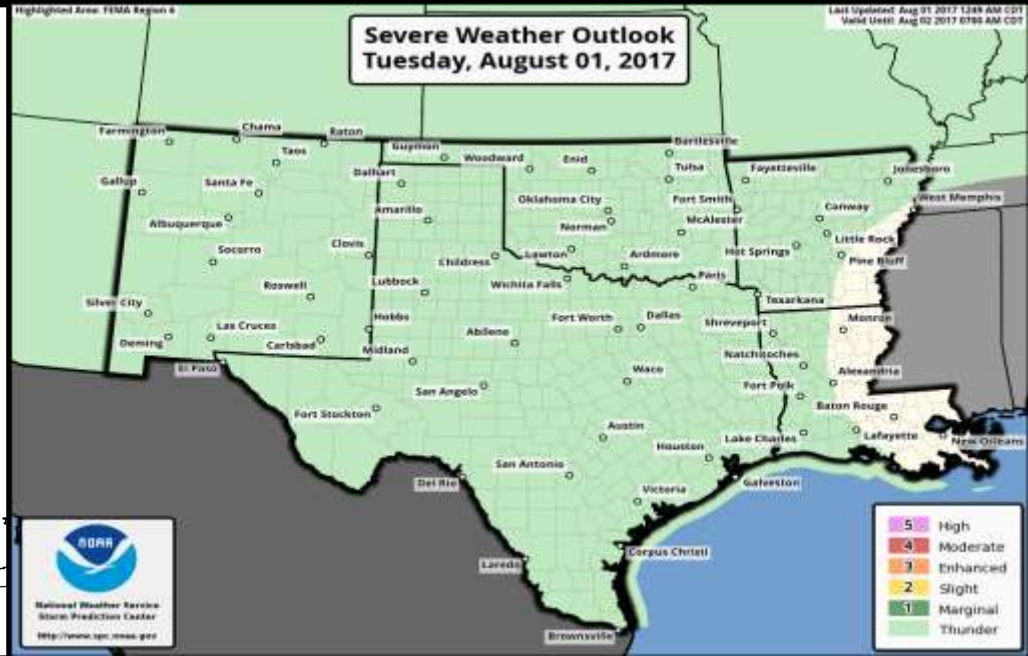 Highlighted Area: FEMA Region 6
Last Updated: Aug 01 2017 1249 AM CDT
Valid Until: Aug 02 2017 0700 AM CDT
Severe Weather Outlook
Tuesday, August 01, 2017
Farmington
Chama
Raton
Taos
Guymon
Woodward
Enid
Bartlesville
Tulsa
Fayetteville
Jonesboro
Gallup
Santa Fe
Dalhart
Oklahoma City
Fort Smith
West Memphis
Albuquerque
Amarillo
Norman
McAlester
Conway
Socorro
Clovis
Childress
Lawton
Ardmore
Hot Springs
Little Rock
Pine Bluff
Roswell
Lubbock
Wichita Falls
Paris
Texarkana
Silver City
Las Cruces
Hobbs
Abilene
Fort Worth
Dallas
Shreveport
Monroe
Deming
Carlsbad
Midland
Natchitoches
El Paso
San Angelo
Waco
Fort Polk
Alexandria
Fort Stockton
Baton Rouge
Austin
Houston
Lake Charles
Lafayette
New Orleans
San Antonio
Del Rio
Victoria
Galveston
Laredo
Corpus Christi
Brownsville
NOAA
National Weather Service
Storm Prediction Center
http://www.spc.noaa.gov
5 High
4 Moderate
3 Enhanced
2 Slight
1 Marginal
Thunder